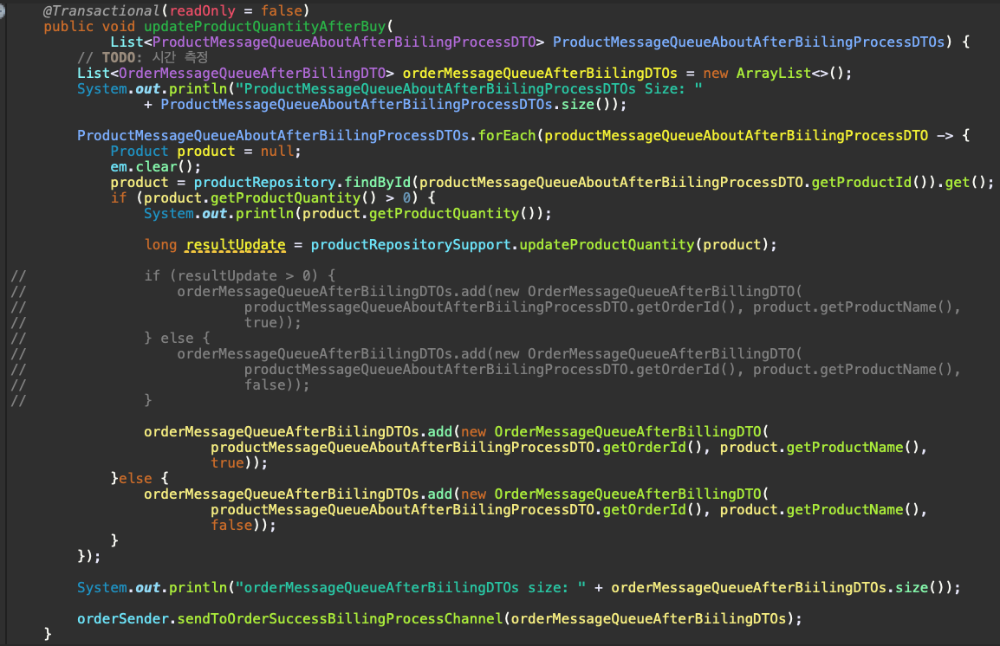 @Transactional(readOnly = false)
public void updateProductQuantityAfterBuy(
List<ProductMessageQueueAboutAfterBiilingProcessDTO> ProductMessageQueueAboutAfterBiilingProcessDTOs) {
// TODO: 시간 측정
List<OrderMessageQueueAfterBillingDTO> orderMessageQueueAfterBiilingDTOs = new ArrayList<>();
System.out.println("ProductMessageQueueAboutAfterBiilingProcessDTOs Size: "
+ ProductMessageQueueAboutAfterBiilingProcessDTOs.size());
ProductMessageQueueAboutAfterBiilingProcessDTOs.forEach(productMessageQueueAboutAfterBiilingProcessDTO -> {
Product product = null;
em.clear();
product = productRepository.findById(productMessageQueueAboutAfterBiilingProcessDTO.getProductId()).get();
if (product.getProductQuantity() > 0) {
System.out.println(product.getProductQuantity());
long resultUpdate = productRepositorySupport.updateProductQuantity(product);
// if (resultUpdate > 0) {
// orderMessageQueueAfterBiilingDTOs.add(new OrderMessageQueueAfterBillingDTO(
// productMessageQueueAboutAfterBiilingProcessDTO.getOrderId(), product.getProductName(),
// true));
// } else {
// orderMessageQueueAfterBiilingDTOs.add(new OrderMessageQueueAfterBillingDTO(
// productMessageQueueAboutAfterBiilingProcessDTO.getOrderId(), product.getProductName(),
// false));
// }
orderMessageQueueAfterBiilingDTOs.add(new OrderMessageQueueAfterBillingDTO(
productMessageQueueAboutAfterBiilingProcessDTO.getOrderId(), product.getProductName(),
true));
}else {
orderMessageQueueAfterBiilingDTOs.add(new OrderMessageQueueAfterBillingDTO(
productMessageQueueAboutAfterBiilingProcessDTO.getOrderId(), product.getProductName(),
false));
}
});
System.out.println("orderMessageQueueAfterBiilingDTOs size: " + orderMessageQueueAfterBiilingDTOs.size());
orderSender.sendToOrderSuccessBillingProcessChannel(orderMessageQueueAfterBiilingDTOs);
}